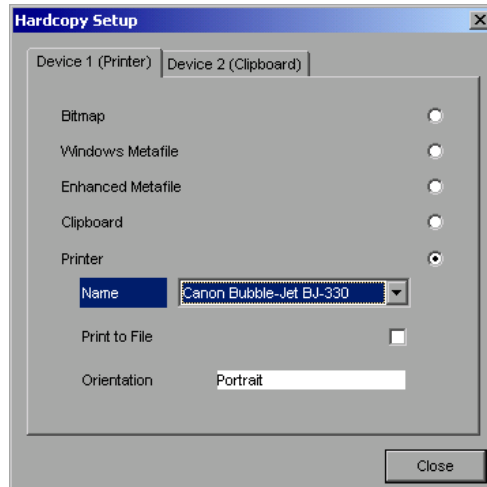 Hardcopy Setup
Device 1 (Printer) Device 2 (Clipboard)
Bitmap
Windows Metafile
Enhanced Metafile
Clipboard
Printer
Name Canon Bubble-Jet BJ-330
Print to File
Orientation Portrait
Close